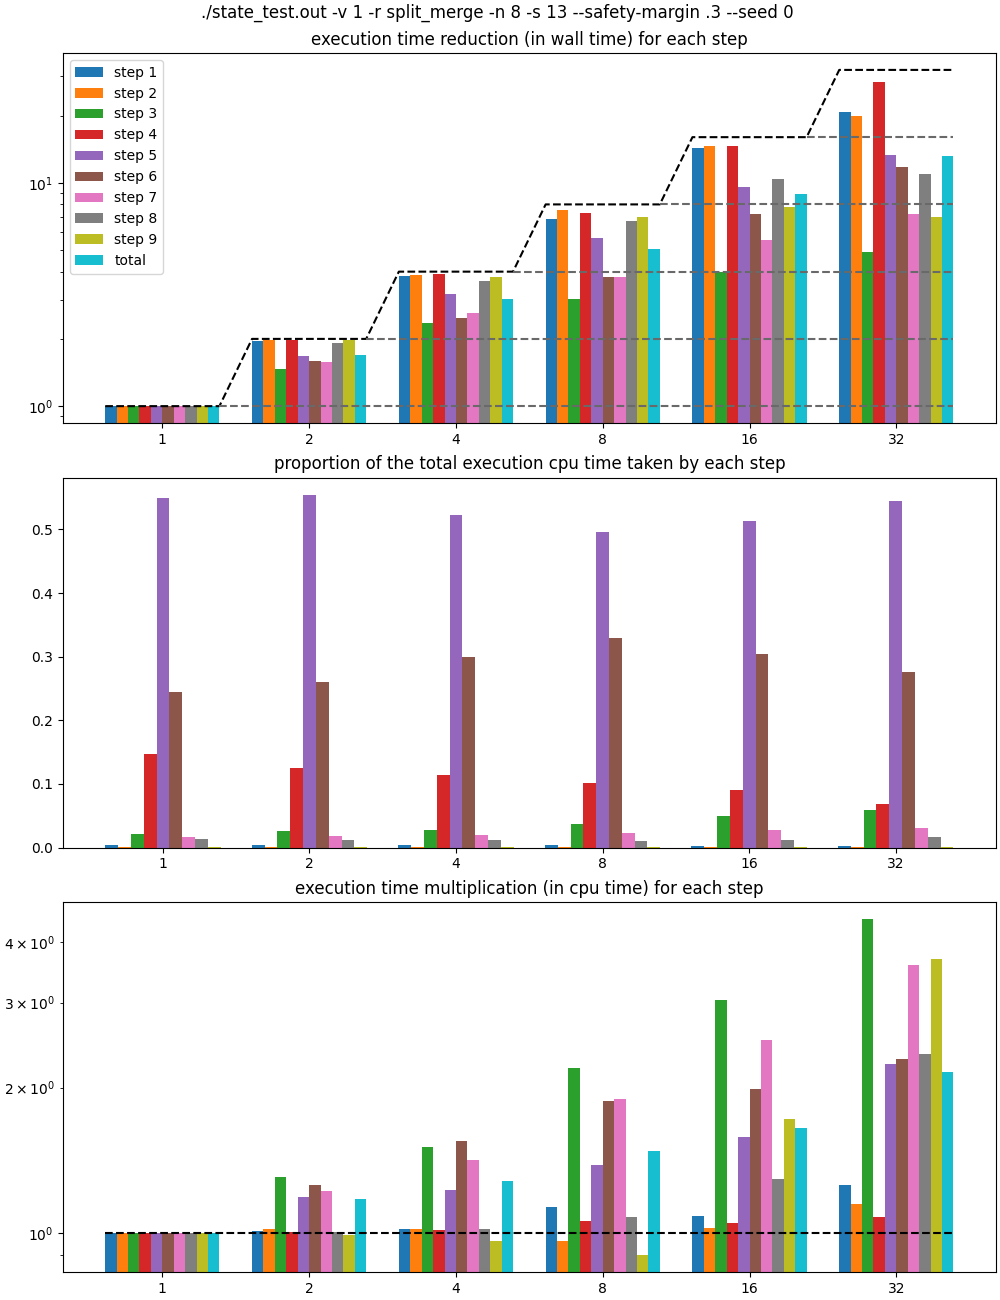 ./state_test.out -v 1 -r split_merge -n 8 -s 13 --safety-margin .3 --seed 0
execution time reduction (in wall time) for each step
step 1
step 2
step 3
step 4
step 5
step 6
step 7
step 8
step 9
total
10¹
10⁰
1 2 4 8 16 32
proportion of the total execution cpu time taken by each step
0.5
0.4
0.3
0.2
0.1
0.0
1 2 4 8 16 32
execution time multiplication (in cpu time) for each step
4 × 10⁰
3 × 10⁰
2 × 10⁰
10⁰
1 2 4 8 16 32